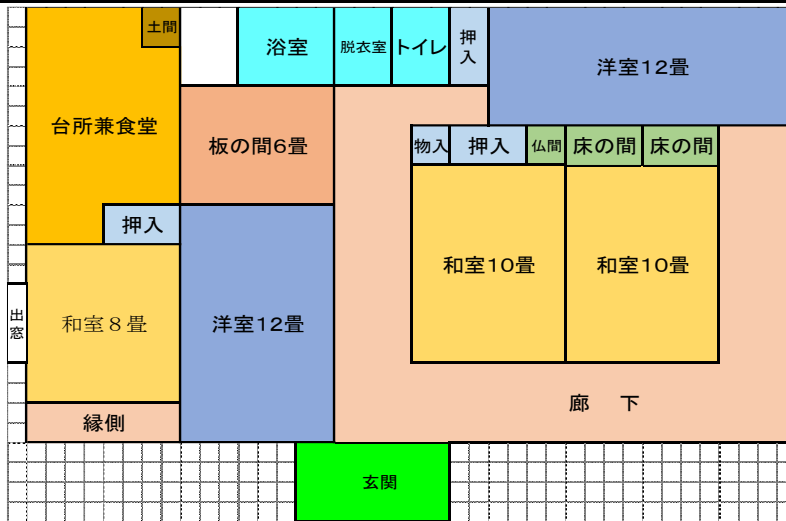 土間
浴室
脱衣室
トイレ
押
入
洋室12畳
台所兼食堂
板の間6畳
物入
押入
仏間
床の間
床の間
押入
和室10畳
和室10畳
出
窓
和室８畳
洋室12畳
縁側
廊　下
玄関